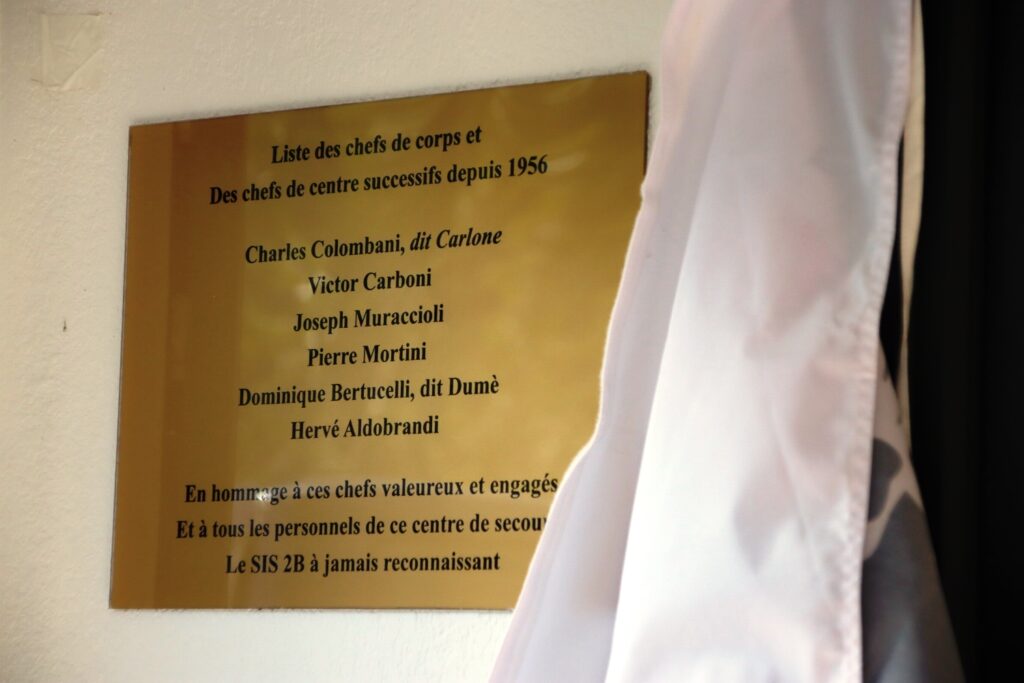 Liste des chefs de corps et
Des chefs de centre successifs depuis 1956
Charles Colombani, dit Carlone
Victor Carboni
Joseph Muraccioli
Pierre Mortini
Dominique Bertucelli, dit Dumè
Hervé Aldobrandi
En hommage à ces chefs valeureux et engagés
Et à tous les personnels de ce centre de
Le SIS 2B à jamais reconnaissant